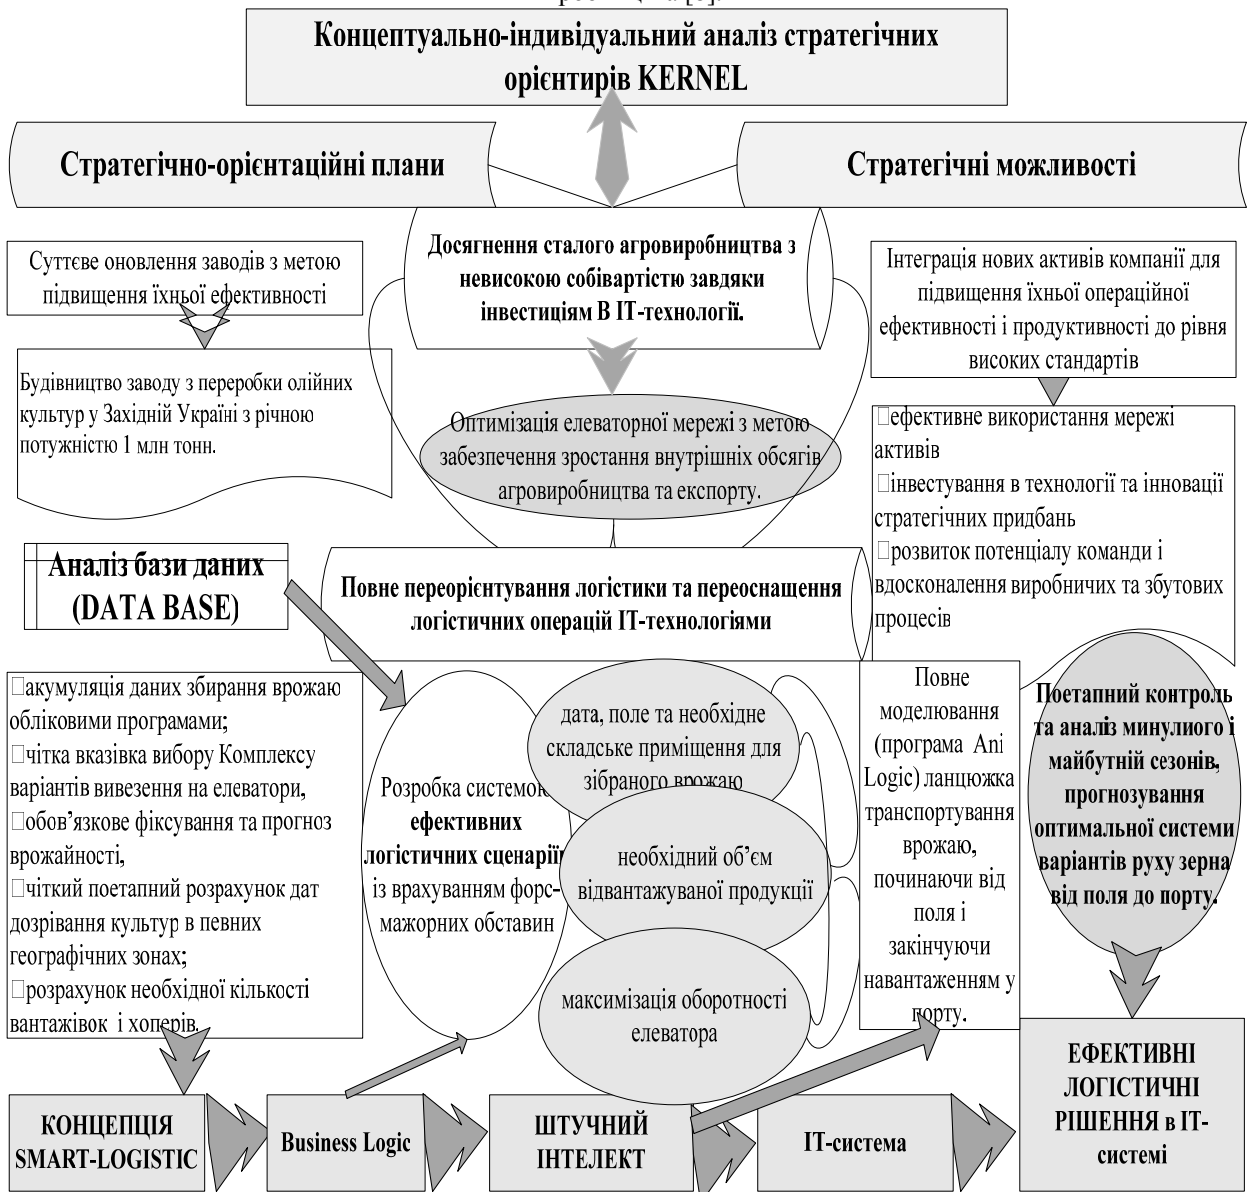 Концептуально-індивідуальний аналіз стратегічних
орієнтирів KERNEL
Стратегічно-орієнтаційні плани
Стратегічні можливості
Досягнення сталого агровиробництва з
невисокою собівартістю завдяки
інвестиціям В ІТ-технології.
Суттєве оновлення заводів з метою
підвищення їхньої ефективності
Інтеграція нових активів компанії для
підвищення їхньої операційної
ефективності і продуктивності до рівня
високих стандартів
Будівництво заводу з переробки олійних
культур у Західній Україні з річною
потужністю 1 млн тонн.
Оптимізація елеваторної мережі з метою
забезпечення зростання внутрішніх обсягів
агровиробництва та експорту.
ефективне використання мережі
активів
інвестування в технології та інновації
стратегічних придбань
розвиток потенціалу команди і
вдосконалення виробничих та збутових
процесів
Аналіз бази даних
(DATA BASE)
Повне переорієнтування логістики та переоснащення
логістичних операцій ІТ-технологіями
акумуляція даних збирання врожаю
обліковими програмами;
чітка вказівка вибору Комплексу
варіантів вивезення на елеватори,
обов’язкове фіксування та прогноз
врожайності,
чіткий поетапний розрахунок дат
дозрівання культур в певних
географічних зонах;
розрахунок необхідної кількості
вантажівок і хоперів.
Розробка системою
ефективних
логістичних сценарії
із врахуванням форс-
мажорних обставин
дата, поле та необхідне
складське приміщення для
зібраного врожаю
необхідний об’єм
відвантажуваної продукції
максимізація оборотності
елеватора
Повне
моделювання
(програма Ani
Logic) ланцюжка
транспортування
врожаю,
починаючи від
поля і
закінчуючи
навантаженням у
порту.
Поетапний контроль
та аналіз минулиого і
майбутній сезонів,
прогнозування
оптимальної системи
варіантів руху зерна
від поля до порту.
КОНЦЕПЦІЯ
SMART-LOGISTIC
Business Logic
ШТУЧНИЙ
ІНТЕЛЕКТ
ІТ-система
ЕФЕКТИВНІ
ЛОГІСТИЧНІ
РІШЕННЯ в ІТ-
системі